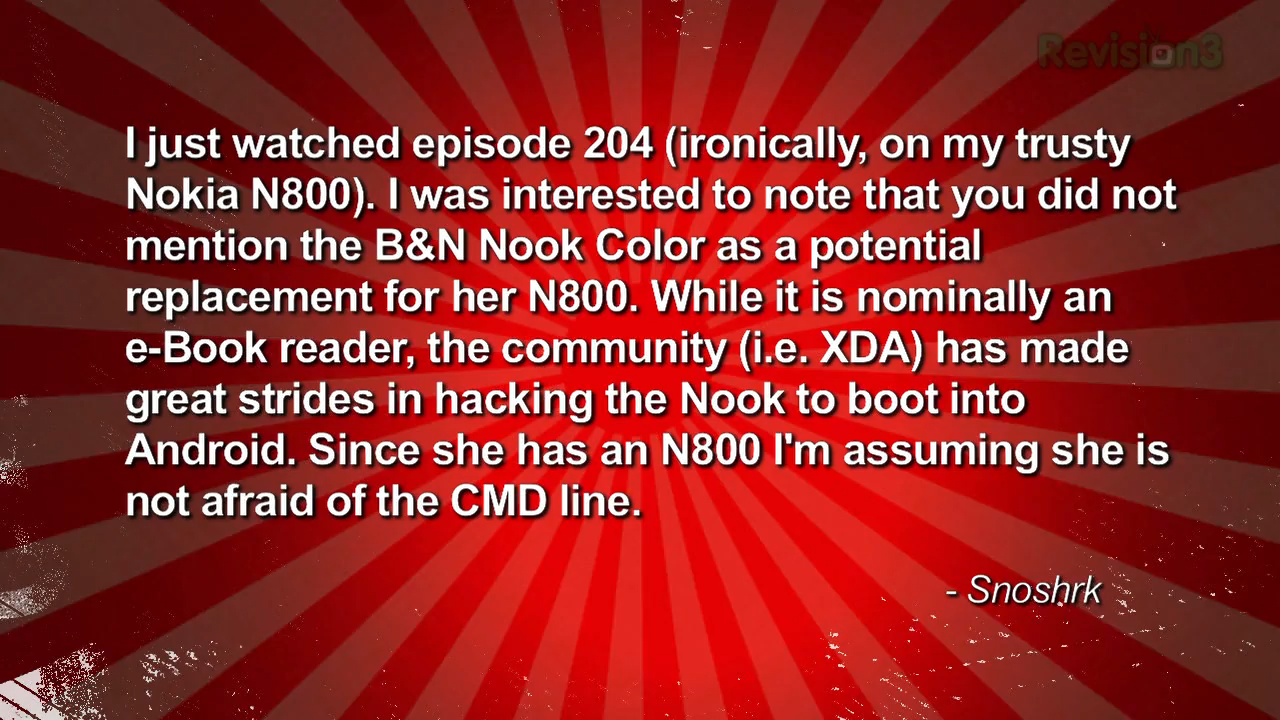 Revision3
I just watched episode 204 (ironically, on my trusty
Nokia N800). I was interested to note that you did not
mention the B&N Nook Color as a potential
replacement for her N800. While it is nominally an
e-Book reader, the community (i.e. XDA) has made
great strides in hacking the Nook to boot into
Android. Since she has an N800 I'm assuming she is
not afraid of the CMD line.
- Snoshrk